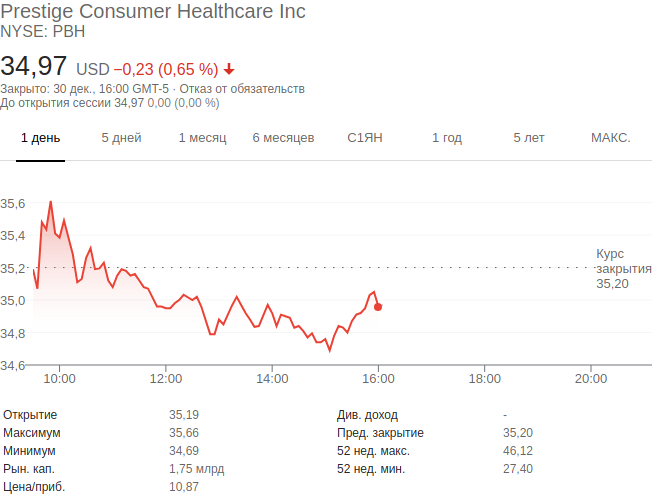 Prestige Consumer Healthcare Inc
NYSE: PBH
34,97 USD −0,23 (0,65 %)
Закрыто: 30 дек., 16:00 GMT-5 · Отказ от обязательств
До открытия сессии 34,97 0,00 (0,00 %)
1 день 5 дней 1 месяц 6 месяцев С1ЯН 1 год 5 лет МАКС.
35,6
35,4
35,2
35,0
34,8
34,6
Курс
закрытия
35,20
10:00 12:00 14:00 16:00 18:00 20:00
Открытие 35,19 Див. доход -
Максимум 35,66 Пред. закрытие 35,20
Минимум 34,69 52 нед. макс. 46,12
Рын. кап. 1,75 млрд 52 нед. мин. 27,40
Цена/приб. 10,87